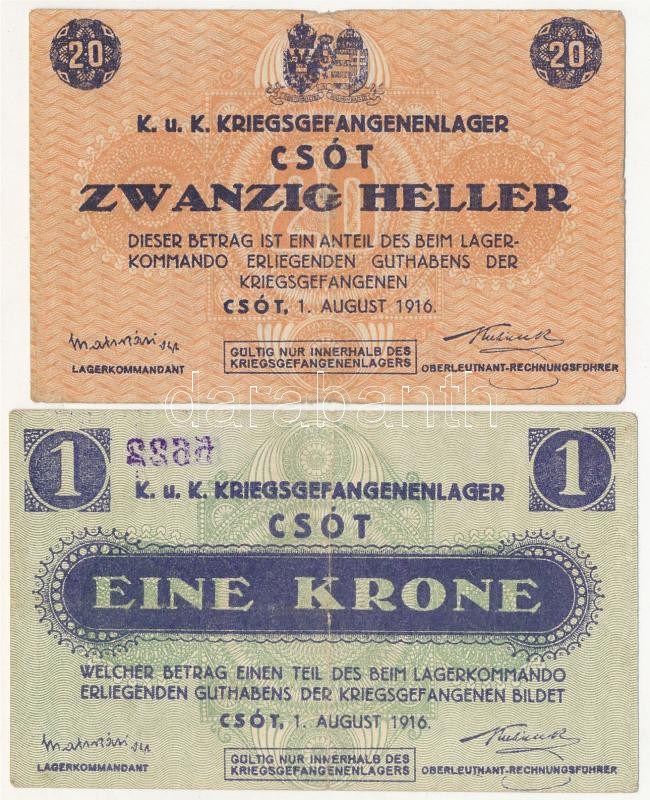 20 20
K. u. K. KRIEGSGEFANGENENLAGER
CSÓT
ZWANZIG HELLER
20
DIESER BETRAG IST EIN ANTEIL DES BEIM LAGER-
KOMMANDO ERLIEGENDEN GUTHABENS DER
KRIEGSGEFANGENEN
CSÓT, 1. AUGUST 1916.
LAGERKOMMANDANT
GÜLTIG NUR INNERHALB DES
KRIEGSGEFANGENENLAGERS
OBERLEUTNANT-RECHNUNGSFÜHRER
darabanth
1 1
K. u. K. KRIEGSGEFANGENENLAGER
CSÓT
EINE KRONE
WELCHER BETRAG EINEN TEIL DES BEIM LAGERKOMMANDO
ERLIEGENDEN GUTHABENS DER KRIEGSGEFANGENEN BILDET
CSÓT, 1. AUGUST 1916.
LAGERKOMMANDANT
GÜLTIG NUR INNERHALB DES
KRIEGSGEFANGENENLAGERS
OBERLEUTNANT-RECHNUNGSFÜHRER